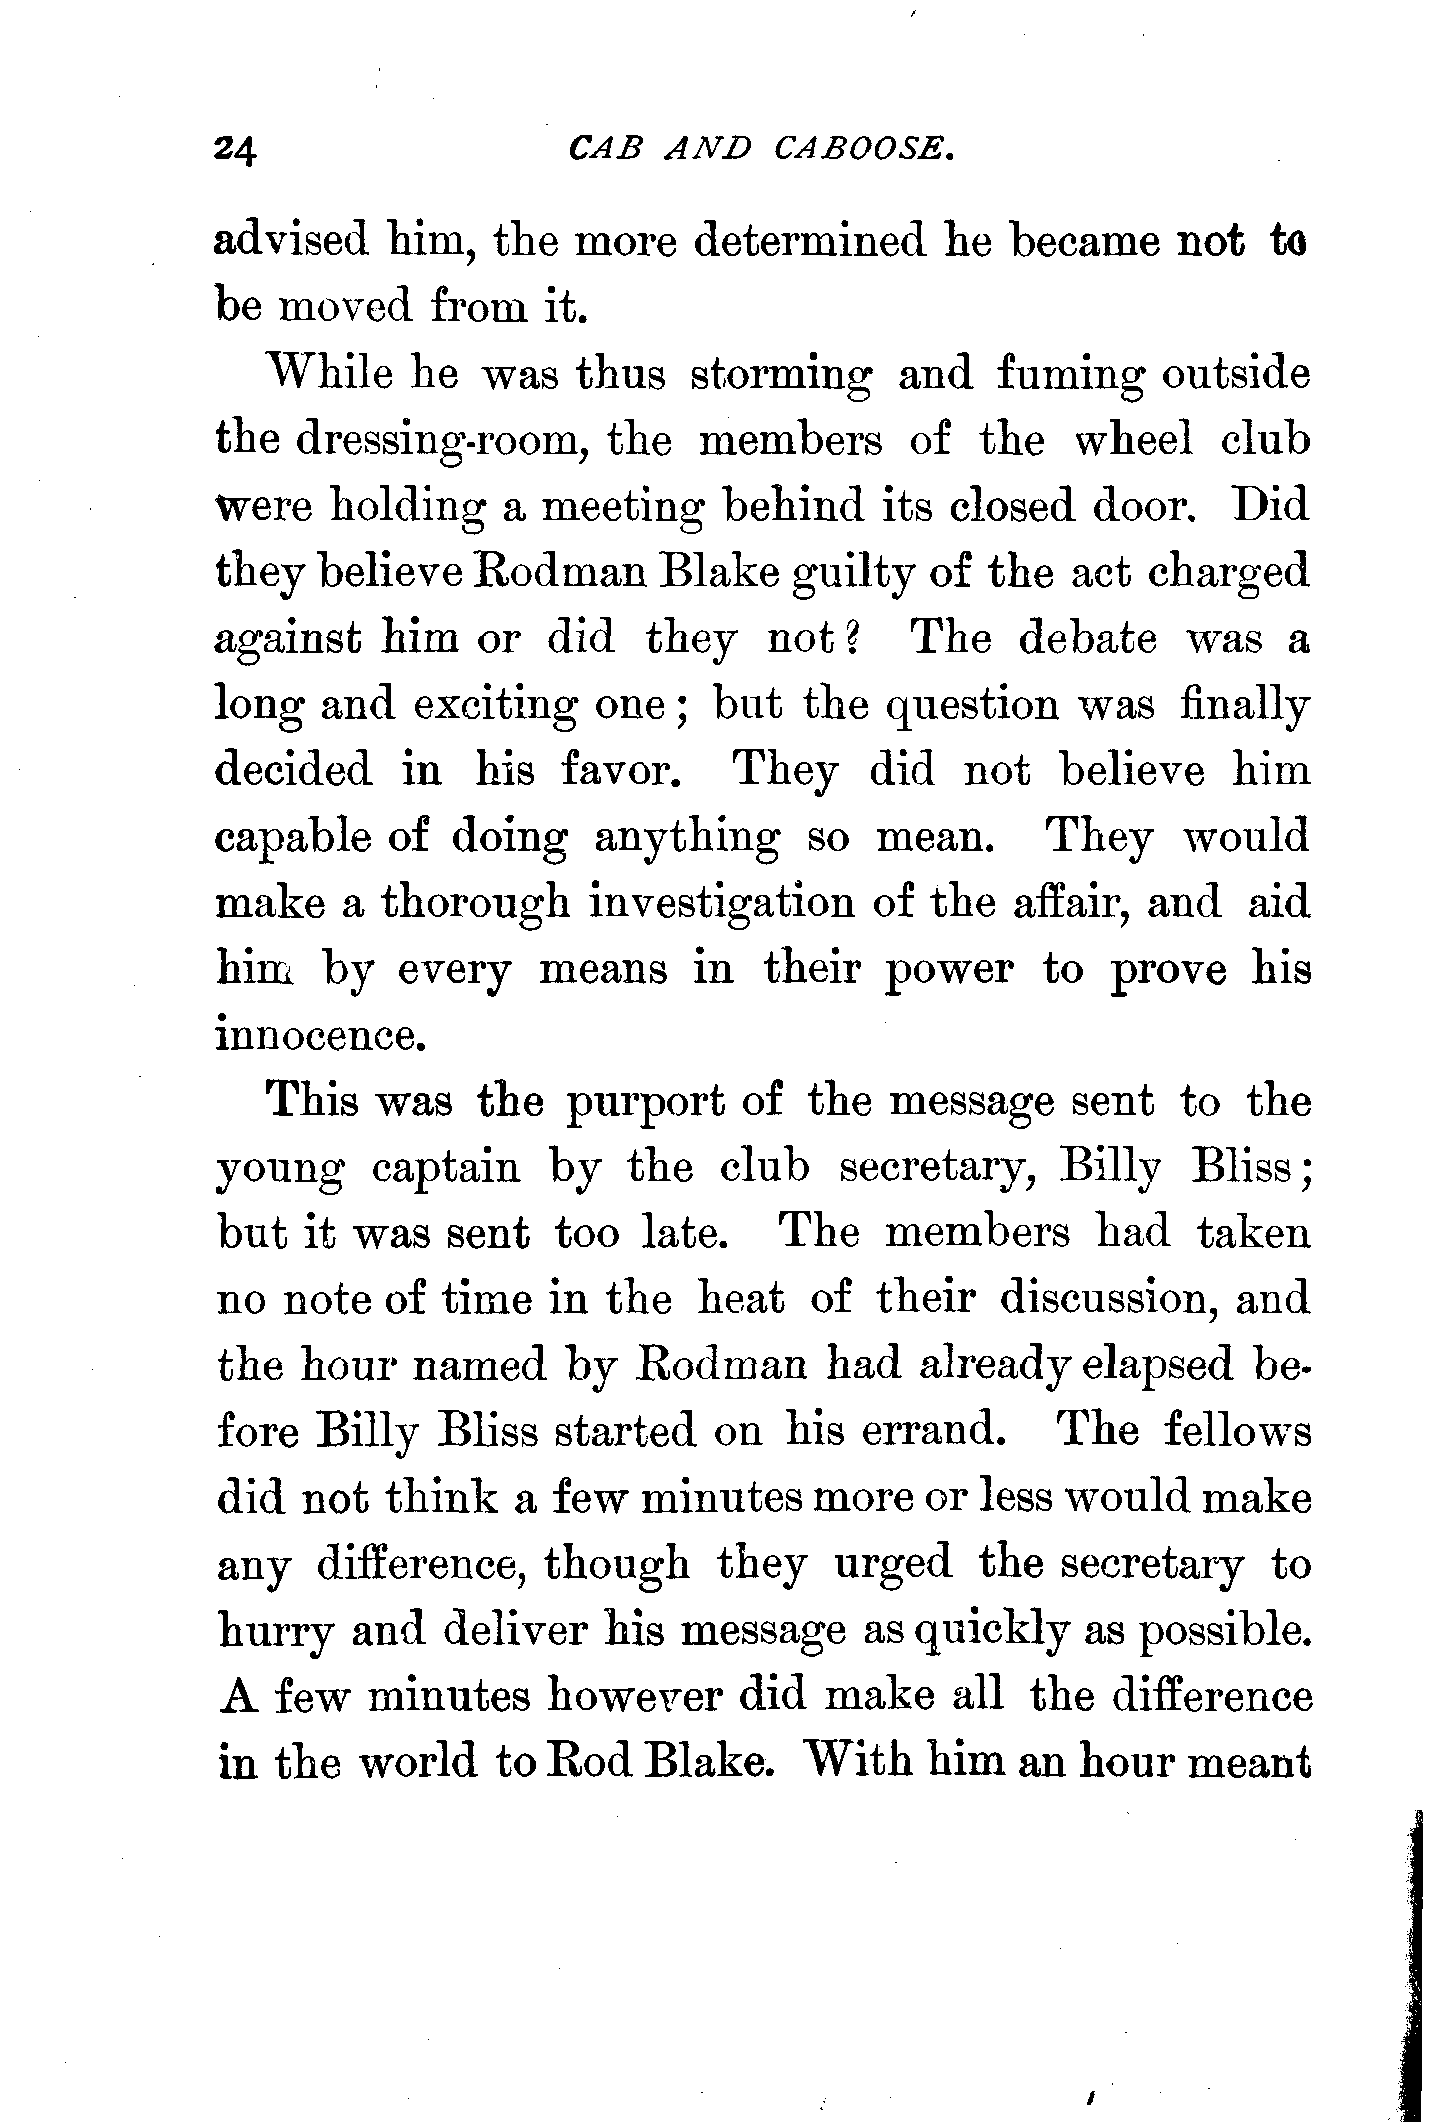 24 CAB AND CABOOSE.
advised him, the more determined he became not to
be moved from it.
While he was thus storming and fuming outside
the dressing-room, the members of the wheel club
were holding a meeting behind its closed door. Did
they believe Rodman Blake guilty of the act charged
against him or did they not? The debate was a
long and exciting one; but the question was finally
decided in his favor. They did not believe him
capable of doing anything so mean. They would
make a thorough investigation of the affair, and aid
him by every means in their power to prove his
innocence.
This was the purport of the message sent to the
young captain by the club secretary, Billy Bliss;
but it was sent too late. The members had taken
no note of time in the heat of their discussion, and
the hour named by Rodman had already elapsed be-
fore Billy Bliss started on his errand. The fellows
did not think a few minutes more or less would make
any difference, though they urged the secretary to
hurry and deliver his message as quickly as possible.
A few minutes however did make all the difference
in the world to Rod Blake. With him an hour meant